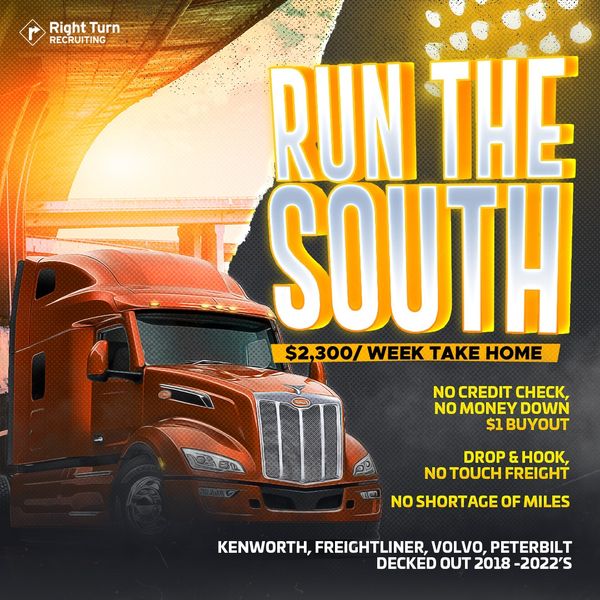 Right Turn
RECRUITING
RUN THE
SOUTH
$2,300/ WEEK TAKE HOME
NO CREDIT CHECK,
NO MONEY DOWN
$1 BUYOUT
DROP & HOOK,
NO TOUCH FREIGHT
NO SHORTAGE OF MILES
KENWORTH, FREIGHTLINER, VOLVO, PETERBILT
DECKED OUT 2018 -2022'S